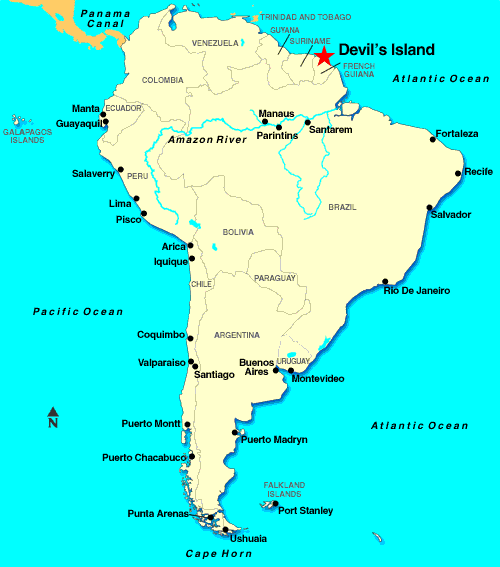 Panama
Canal
TRINIDAD AND TOBAGO
GUYANA
VENEZUELA
SURINAME
Devil's Island
FRENCH
GUIANA
Atlantic Ocean
COLOMBIA
Manta
ECUADOR
Guayaquil
GALAPAGOS
ISLANDS
Manaus
Parintins
Santarem
Amazon River
Fortaleza
Salaverry
PERU
Recife
Lima
BRAZIL
Pisco
Salvador
Arica
BOLIVIA
Iquique
CHILE
PARAGUAY
Rio De Janeiro
Pacific Ocean
Coquimbo
ARGENTINA
Valparaiso
Santiago
Buenos
Aires
URUGUAY
Montevideo
N
Puerto Montt
Puerto Madryn
Atlantic Ocean
Puerto Chacabuco
FALKLAND
ISLANDS
Port Stanley
Punta Arenas
Ushuaia
Cape Horn